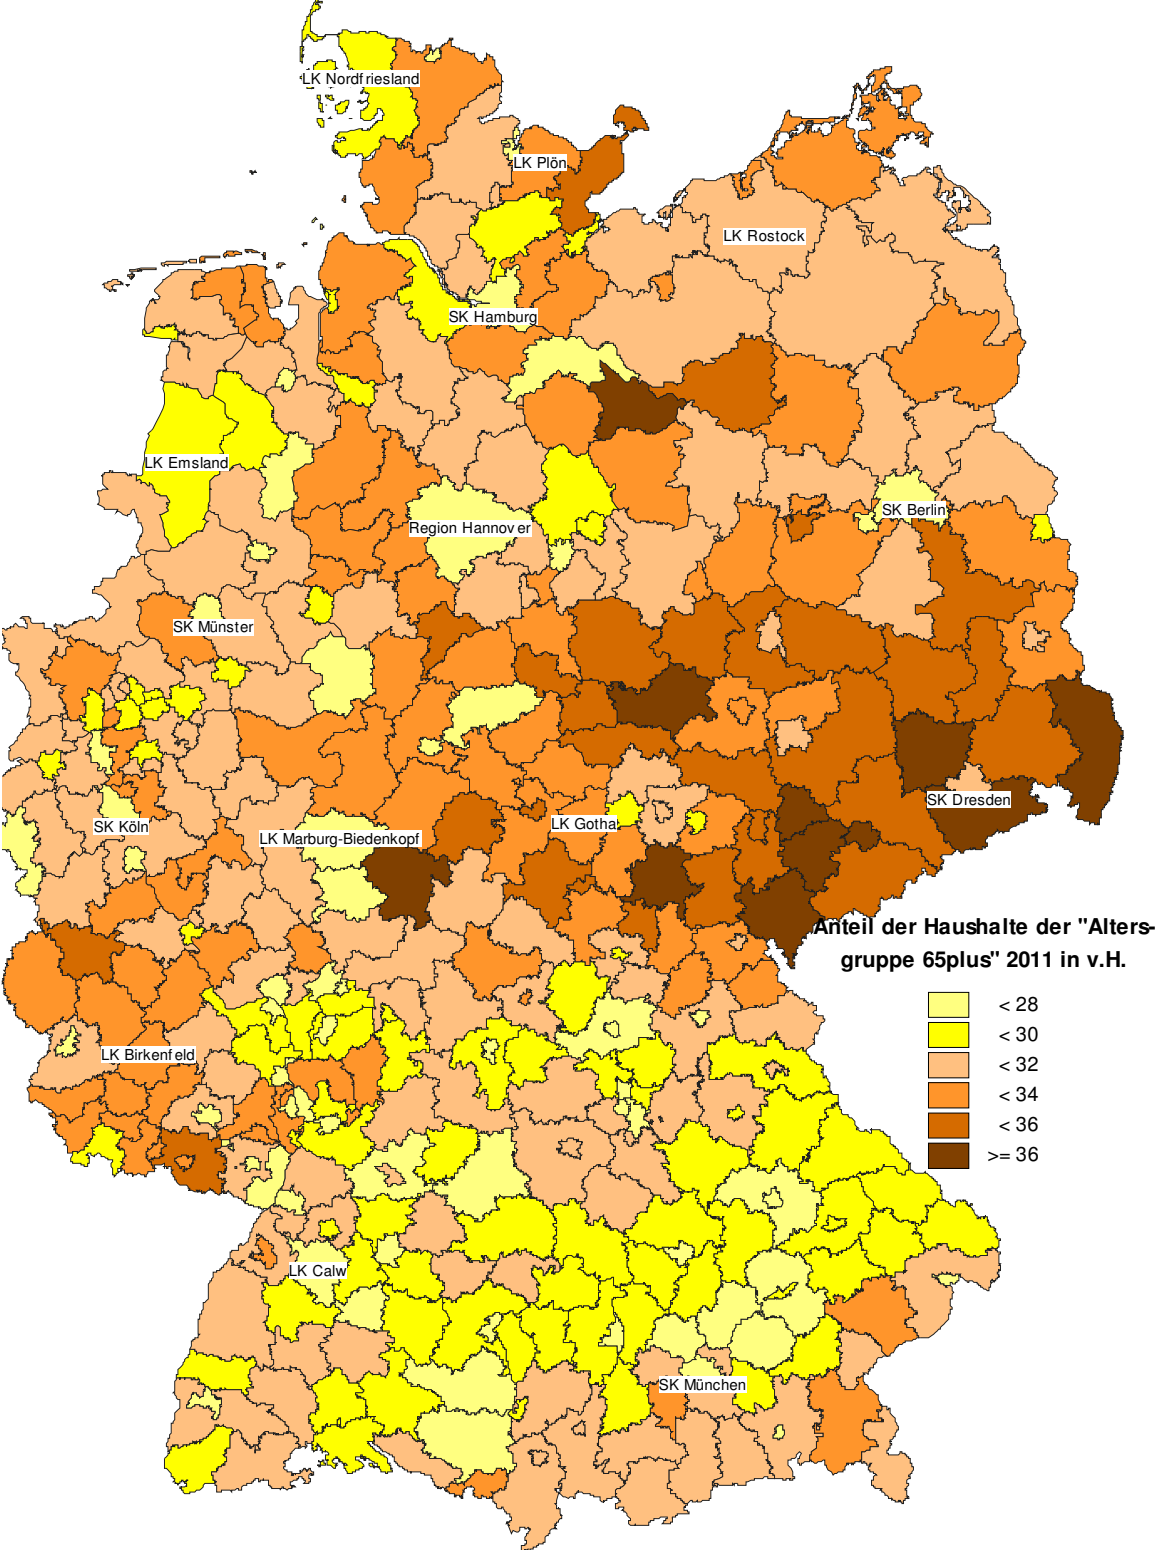 LK Nordfriesland
LK Plön
LK Rostock
SK Hamburg
LK Emsland
SK Berlin
Region Hannover
SK Münster
SK Dresden
LK Gotha
SK Köln
LK Marburg-Biedenkopf
Anteil der Haushalte der "Alters-
gruppe 65plus" 2011 in v.H.
< 28
< 30
< 32
< 34
< 36
>= 36
LK Birkenfeld
LK Calw
SK München